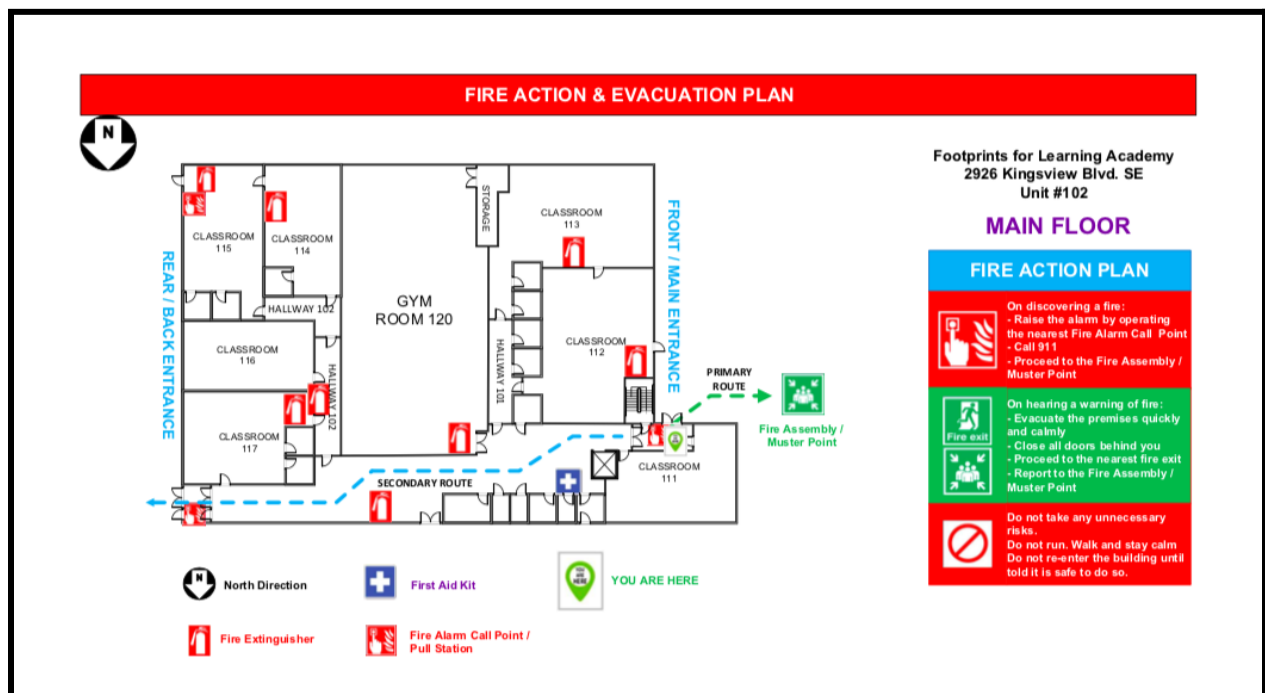 FIRE ACTION & EVACUATION PLAN
N
Footprints for Learning Academy
2926 Kingsview Blvd. SE
Unit #102
MAIN FLOOR
FIRE ACTION PLAN
On discovering a fire:
- Raise the alarm by operating
the nearest Fire Alarm Call Point
- Call 911
- Proceed to the Fire Assembly /
Muster Point
Fire exit
On hearing a warning of fire:
- Evacuate the premises quickly
and calmly
- Close all doors behind you
- Proceed to the nearest fire exit
- Report to the Fire Assembly /
Muster Point
Do not take any unnecessary
risks.
Do not run. Walk and stay calm
Do not re-enter the building until
told it is safe to do so.
REAR / BACK ENTRANCE
CLASSROOM
115
CLASSROOM
114
HALLWAY 102
CLASSROOM
116
HALLWAY 102
CLASSROOM
117
GYM
ROOM 120
STORAGE
CLASSROOM
113
HALLWAY 101
CLASSROOM
112
FRONT / MAIN ENTRANCE
PRIMARY
ROUTE
Fire Assembly /
Muster Point
YOU
ARE
HERE
CLASSROOM
111
SECONDARY ROUTE
N
North Direction
First Aid Kit
YOU
ARE
HERE
YOU ARE HERE
Fire Extinguisher
Fire Alarm Call Point /
Pull Station